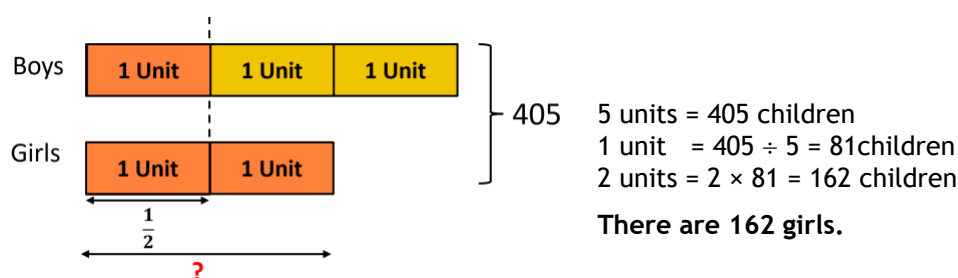 Boys
1 Unit 1 Unit 1 Unit
405
Girls
1 Unit 1 Unit
1
2
?
5 units = 405 children
1 unit = 405 ÷ 5 = 81children
2 units = 2 × 81 = 162 children
There are 162 girls.